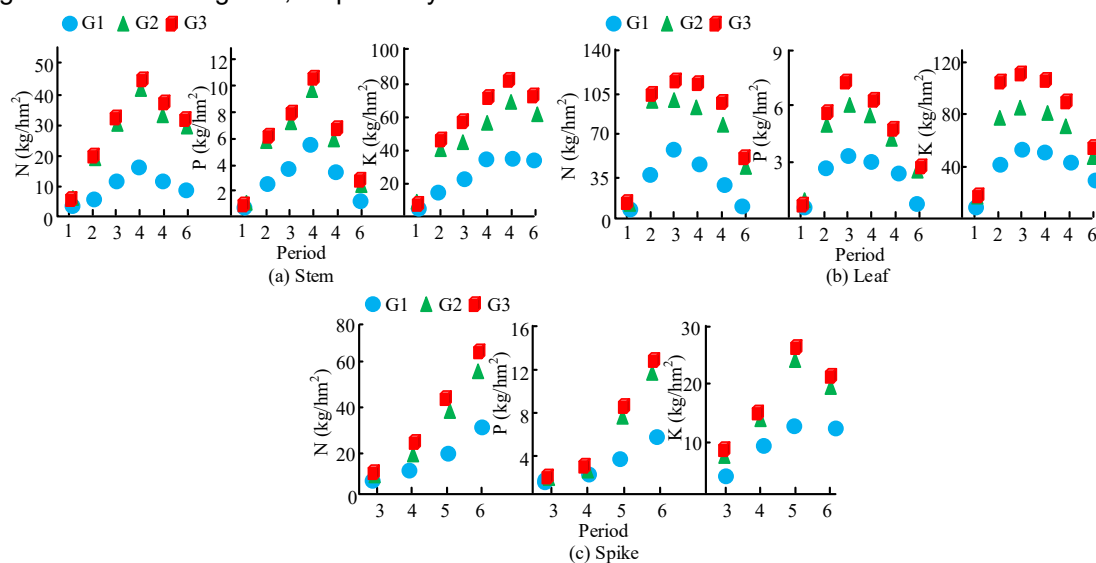 G1 G2 G3
N (kg/hm2)
50
40
30
20
10
0
1 2 3 4 4 6
P (kg/hm2)
12
10
8
6
4
2
1 2 3 4 4 6
K (kg/hm2)
100
80
60
40
20
1 2 3 4 4 6
Period
(a) Stem
G1 G2 G3
N (kg/hm2)
140
105
70
35
0
1 2 3 4 4 6
P (kg/hm2)
9
6
3
1 2 3 4 4 6
K (kg/hm2)
120
80
40
1 2 3 4 4 6
Period
(b) Leaf
G1 G2 G3
N (kg/hm2)
80
60
40
20
0
3 4 5 6
P (kg/hm2)
16
12
8
4
3 4 5 6
K (kg/hm2)
30
20
10
3 4 5 6
Period
(c) Spike